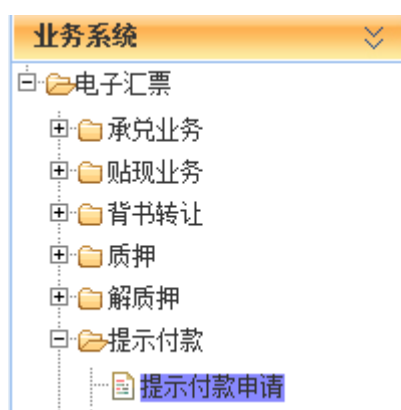 业务系统
电子汇票
承兑业务
贴现业务
背书转让
质押
解质押
提示付款
提示付款申请